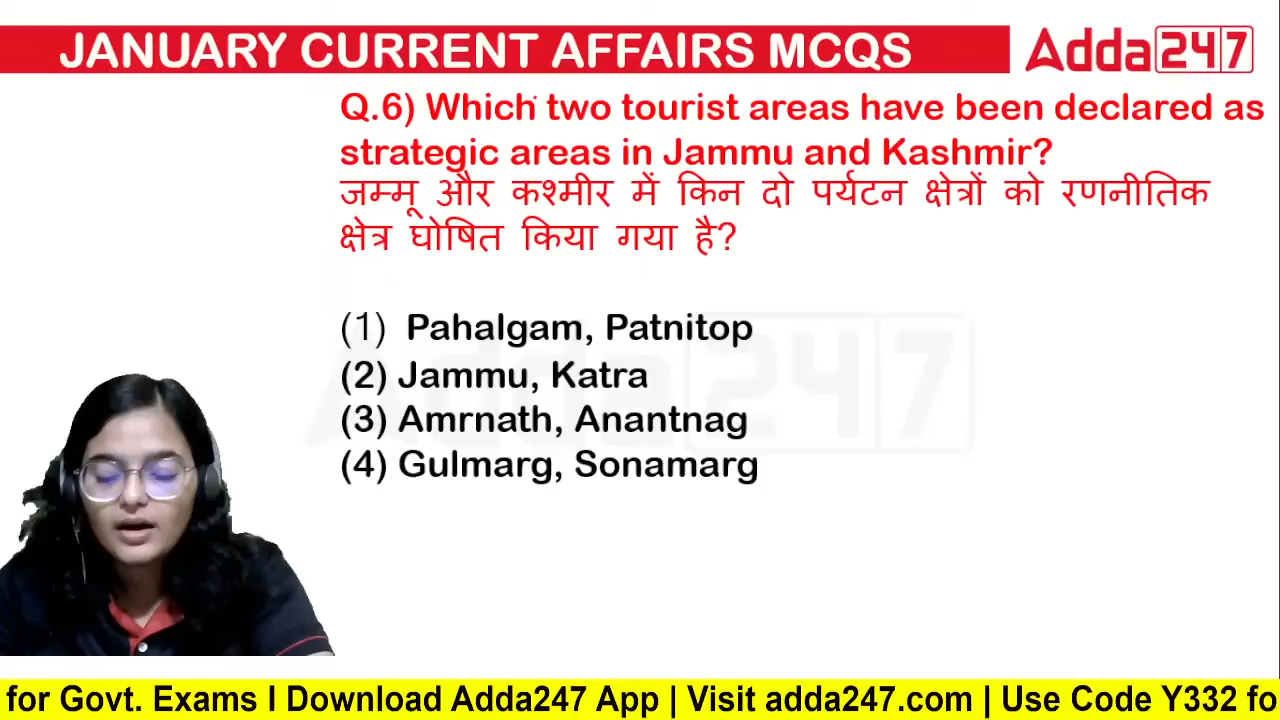 JANUARY CURRENT AFFAIRS MCQS
Adda247
Q.6) Which two tourist areas have been declared as
strategic areas in Jammu and Kashmir?
जम्मू और कश्मीर में किन दो पर्यटन क्षेत्रों को रणनीतिक
क्षेत्र घोषित किया गया है?
Adda247
(1) Pahalgam, Patnitop
(2) Jammu, Katra
(3) Amrnath, Anantnag
(4) Gulmarg, Sonamarg
for Govt. Exams I Download Adda247 App | Visit adda247.com | Use Code Y332 fo